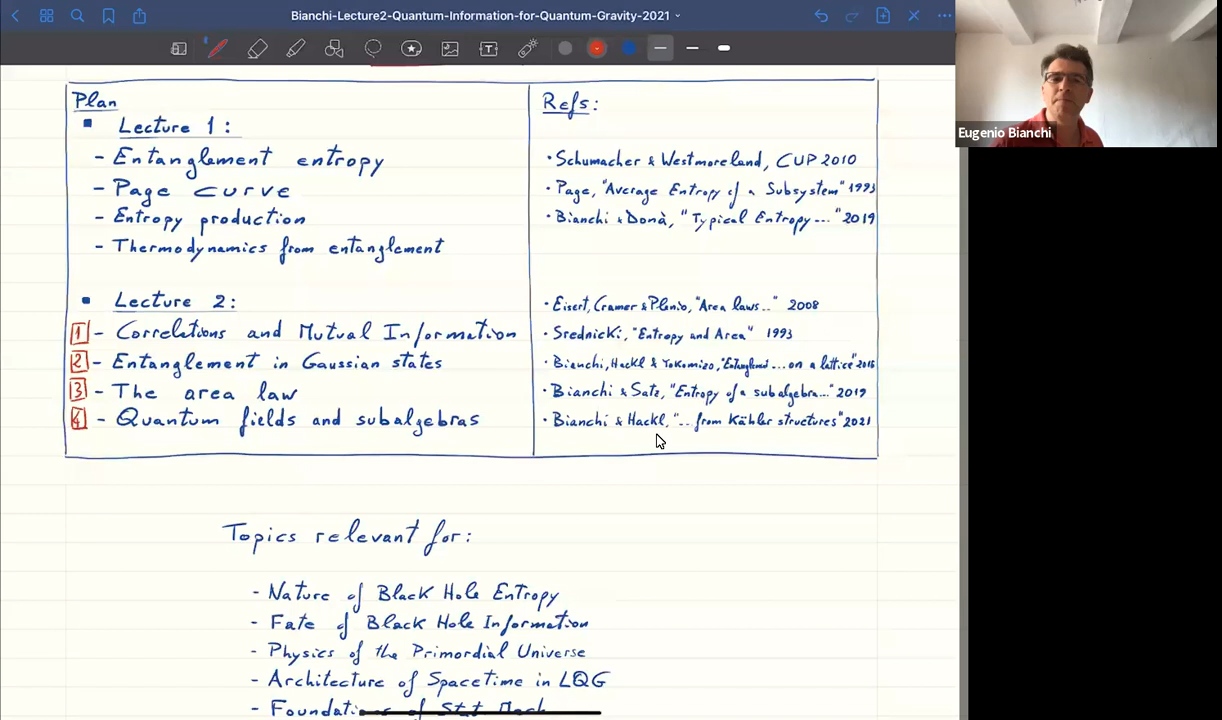 Bianchi-Lecture2-Quantum-Information-for-Quantum-Gravity-2021
Eugenio Bianchi
Plan
▪ Lecture 1:
- Entanglement entropy
- Page curve
- Entropy production
- Thermodynamics from entanglement
▪ Lecture 2:
1 - Correlations and Mutual Information
2 - Entanglement in Gaussian states
3 - The area law
4 - Quantum fields and subalgebras
Refs:
• Schumacher & Westmoreland, CUP 2010
• Page, "Average Entropy of a Subsystem" 1993
• Bianchi & Donà, "Typical Entropy..." 2019
• Eisert, Cramer & Plenio, "Area laws.." 2008
• Srednicki, "Entropy and Area" 1993
• Bianchi, Hackl & Yokomizo, "Entanglement ... on a lattice" 2015
• Bianchi & Satz, "Entropy of a subalgebra..." 2019
• Bianchi & Hackl, ".. from Kähler structures" 2021
Topics relevant for:
- Nature of Black Hole Entropy
- Fate of Black Hole Information
- Physics of the Primordial Universe
- Architecture of Spacetime in LQG
- Foundations of Stat Mech